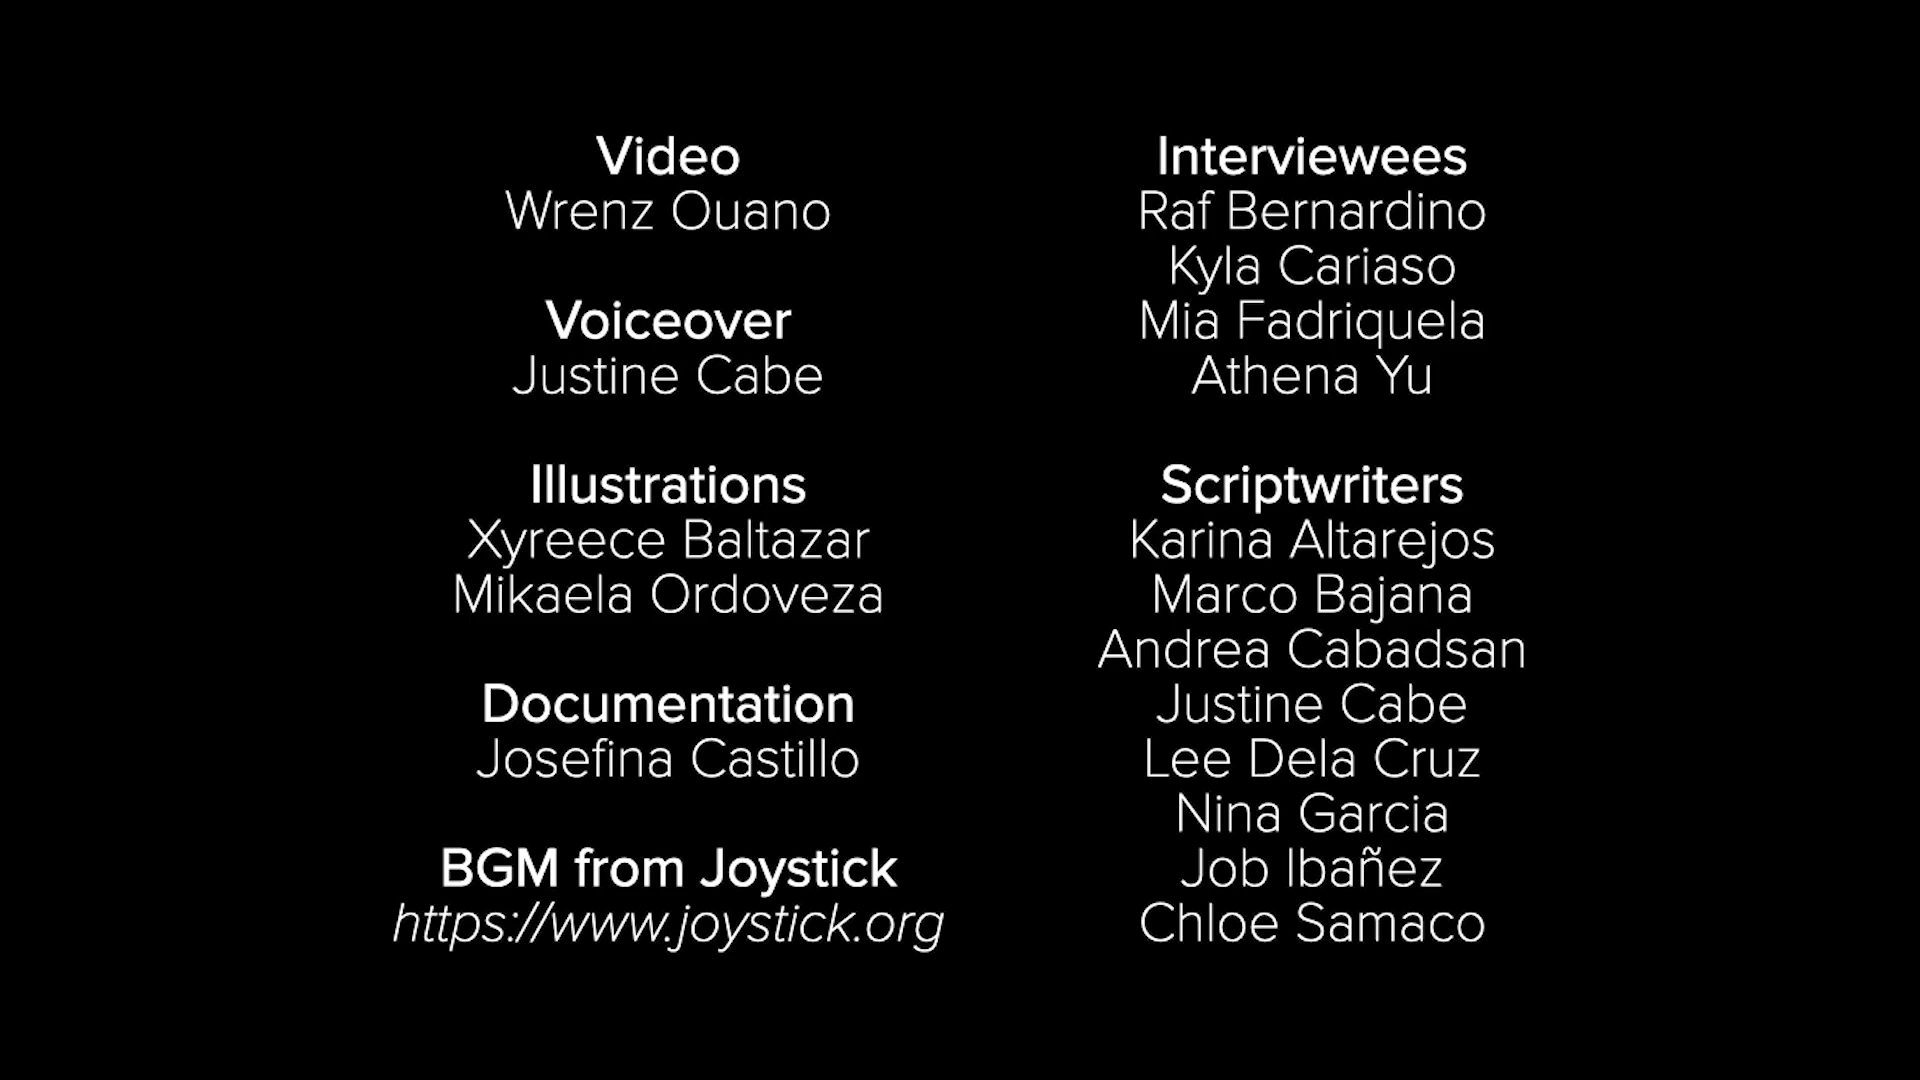 Video
Wrenz Ouano
Voiceover
Justine Cabe
Illustrations
Xyreece Baltazar
Mikaela Ordoveza
Documentation
Josefina Castillo
BGM from Joystick
https://www.joystick.org
Interviewees
Raf Bernardino
Kyla Cariaso
Mia Fadriquela
Athena Yu
Scriptwriters
Karina Altarejos
Marco Bajana
Andrea Cabadsan
Justine Cabe
Lee Dela Cruz
Nina Garcia
Job Ibañez
Chloe Samaco